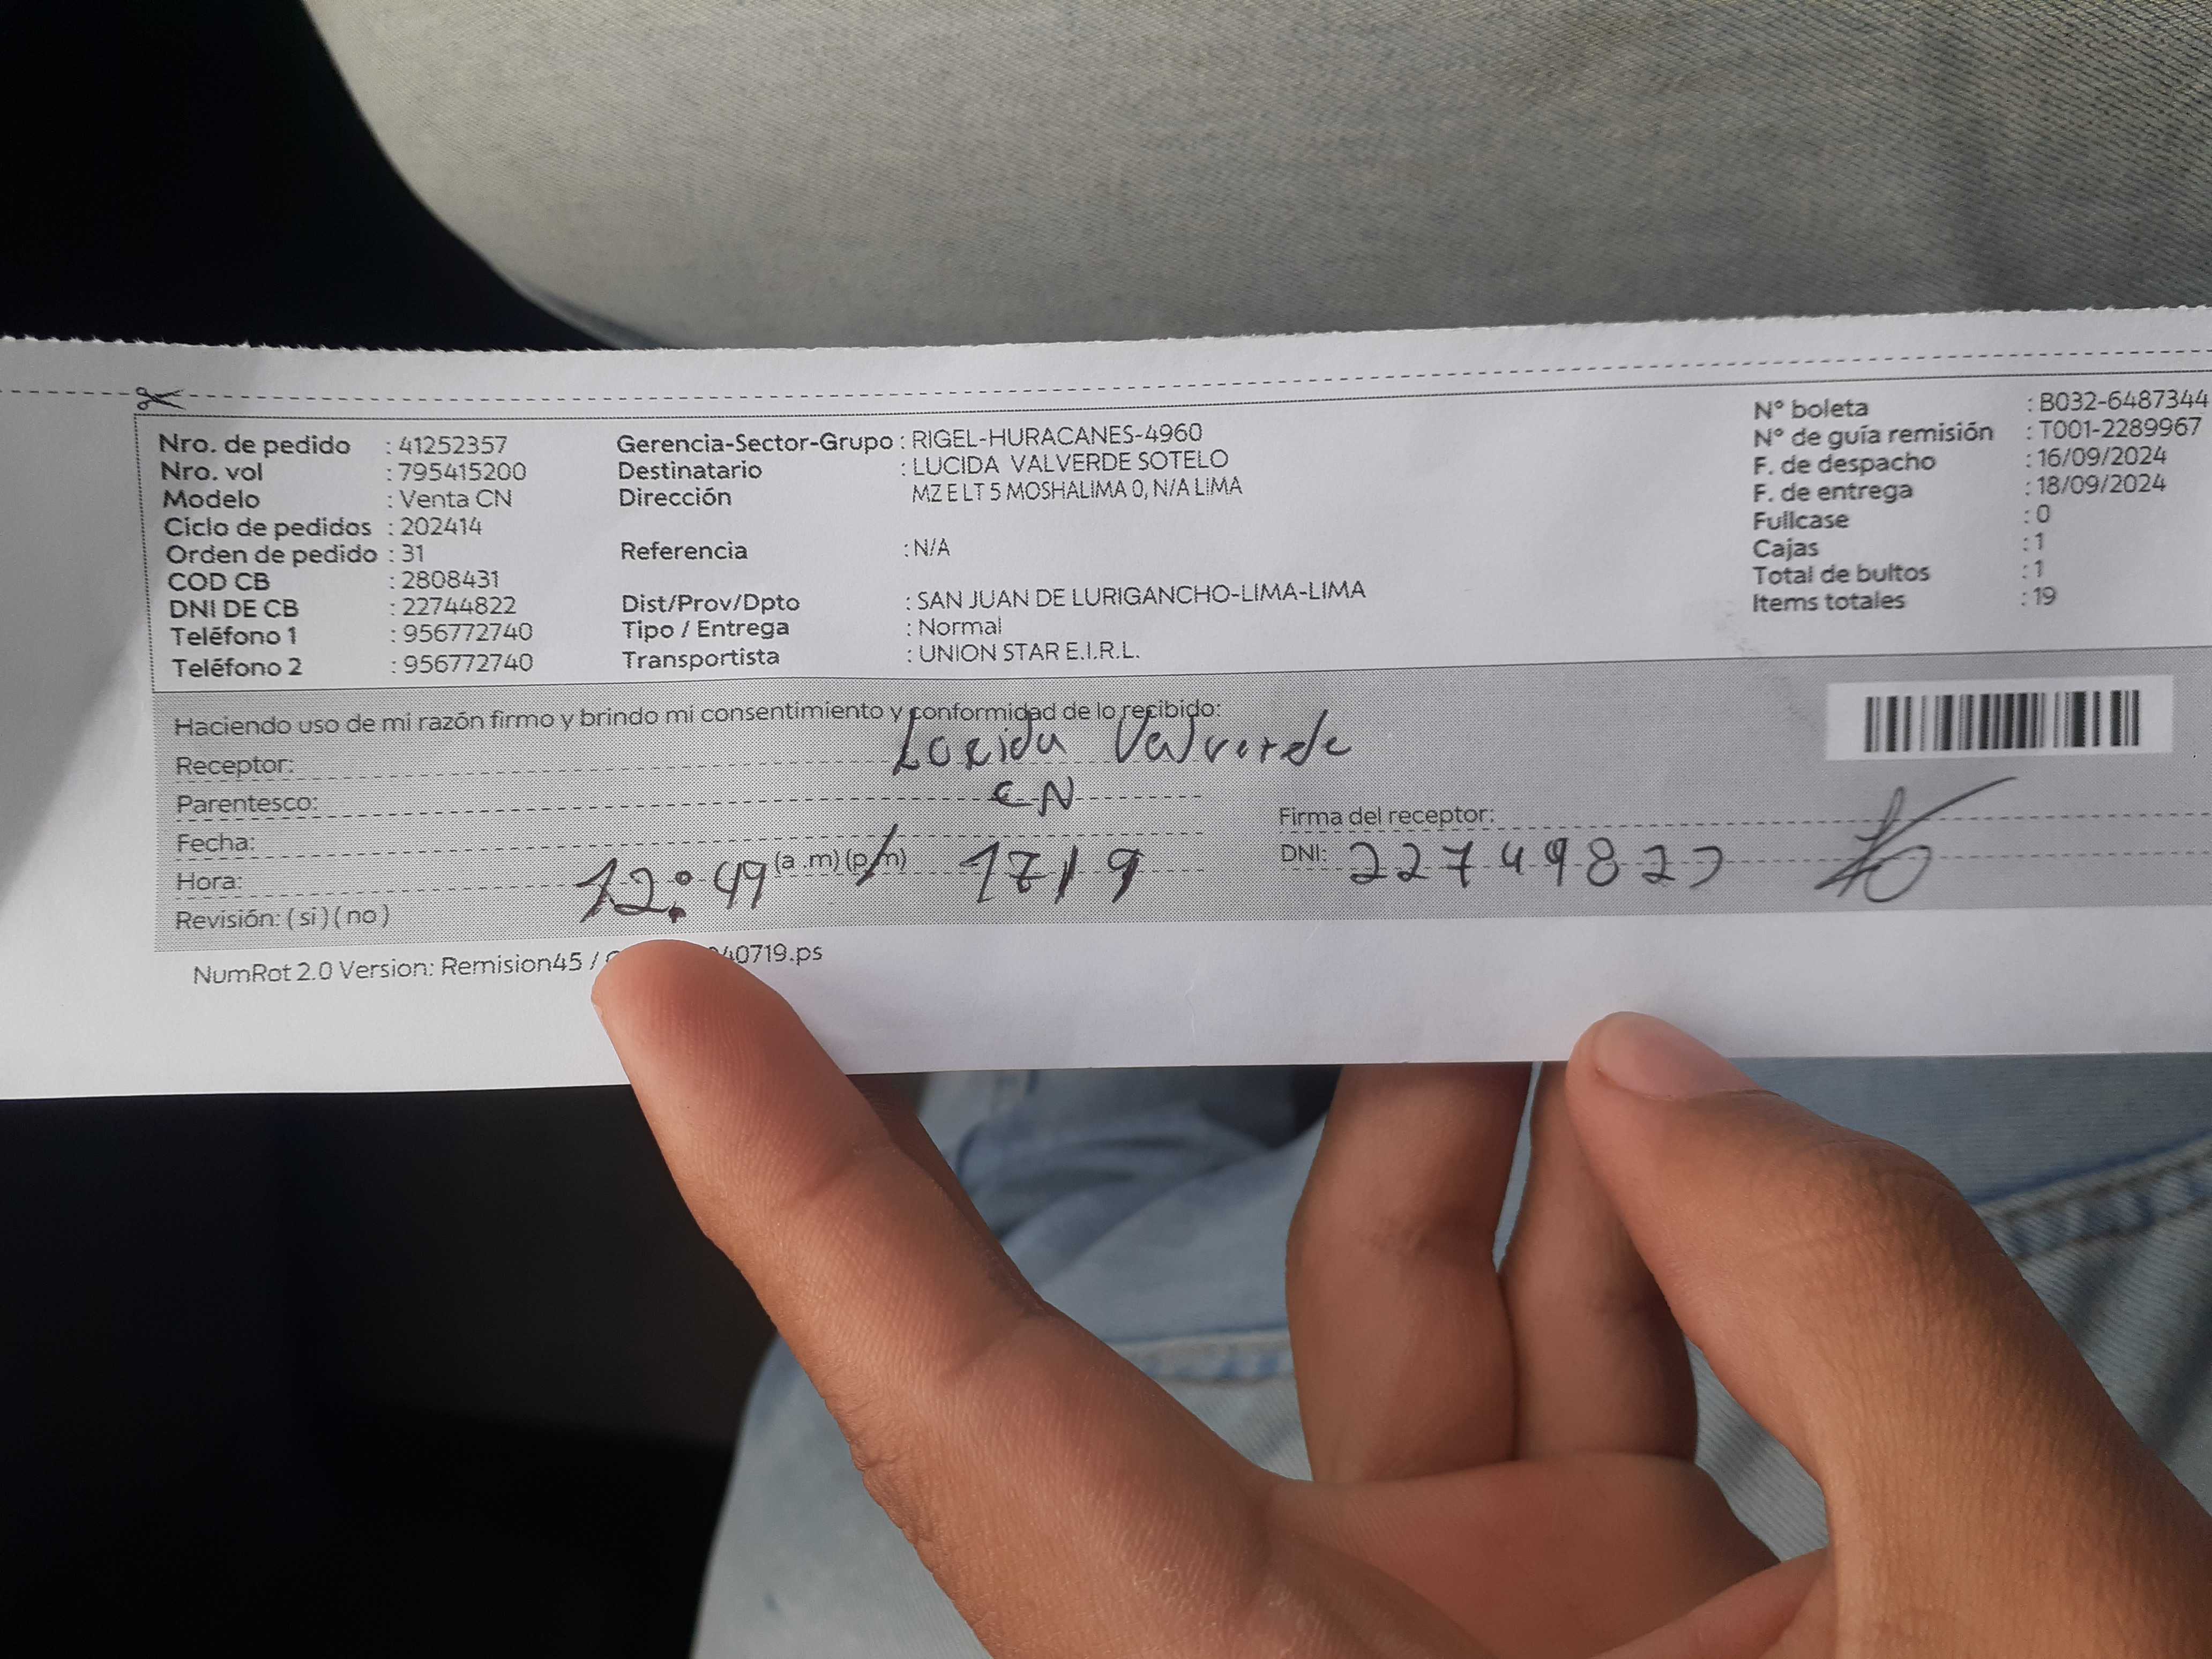 Nro. de pedido : 41252357
Nro. vol : 795415200
Modelo : Venta CN
Ciclo de pedidos : 202414
Orden de pedido : 31
COD CB : 2808431
DNI DE CB : 22744822
Teléfono 1 : 956772740
Teléfono 2 : 956772740
Gerencia-Sector-Grupo : RIGEL-HURACANES-4960
Destinatario : LUCIDA VALVERDE SOTELO
Dirección MZ E LT 5 MOSHALIMA 0, N/A LIMA
Referencia : N/A
Dist/Prov/Dpto : SAN JUAN DE LURIGANCHO-LIMA-LIMA
Tipo / Entrega : Normal
Transportista : UNION STAR E.I.R.L.
N° boleta : B032-6487344
N° de guía remisión : T001-2289967
F. de despacho : 16/09/2024
F. de entrega : 18/09/2024
Fullcase : 0
Cajas : 1
Total de bultos : 1
Items totales : 19
Haciendo uso de mi razón firmo y brindo mi consentimiento y conformidad de lo recibido:
Receptor: Lucida Valverde
Parentesco: CN
Fecha:
Hora: 12:49 (a .m) (p.m) 17/9
Revisión: ( si ) ( no )
Firma del receptor:
DNI: 22744822
NumRot 2.0 Version: Remision45 / 40719.ps